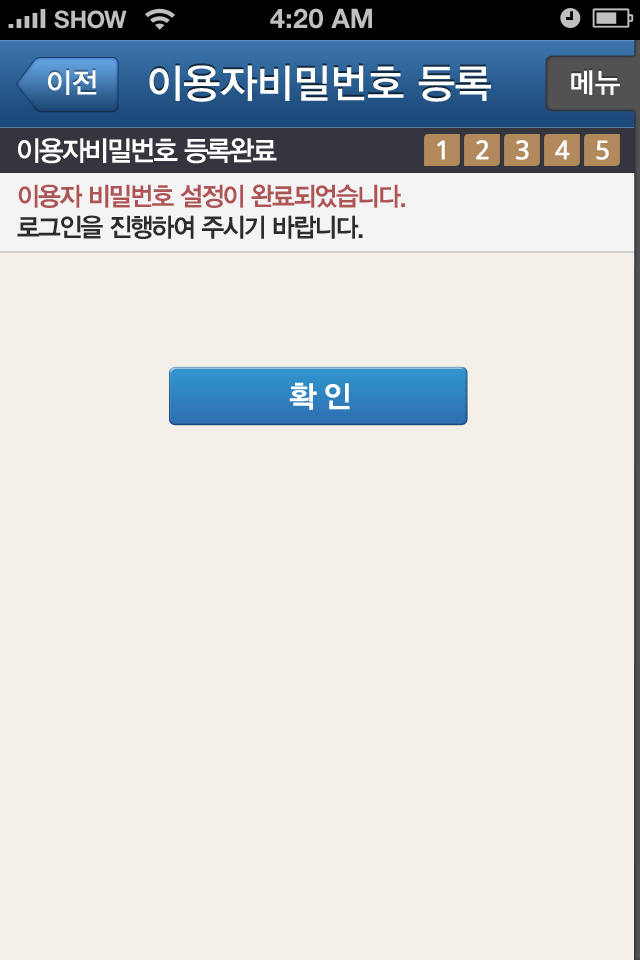 SHOW 4:20 AM
이전 이용자비밀번호 등록 메뉴
이용자비밀번호 등록완료 1 2 3 4 5
이용자 비밀번호 설정이 완료되었습니다.
로그인을 진행하여 주시기 바랍니다.
확 인